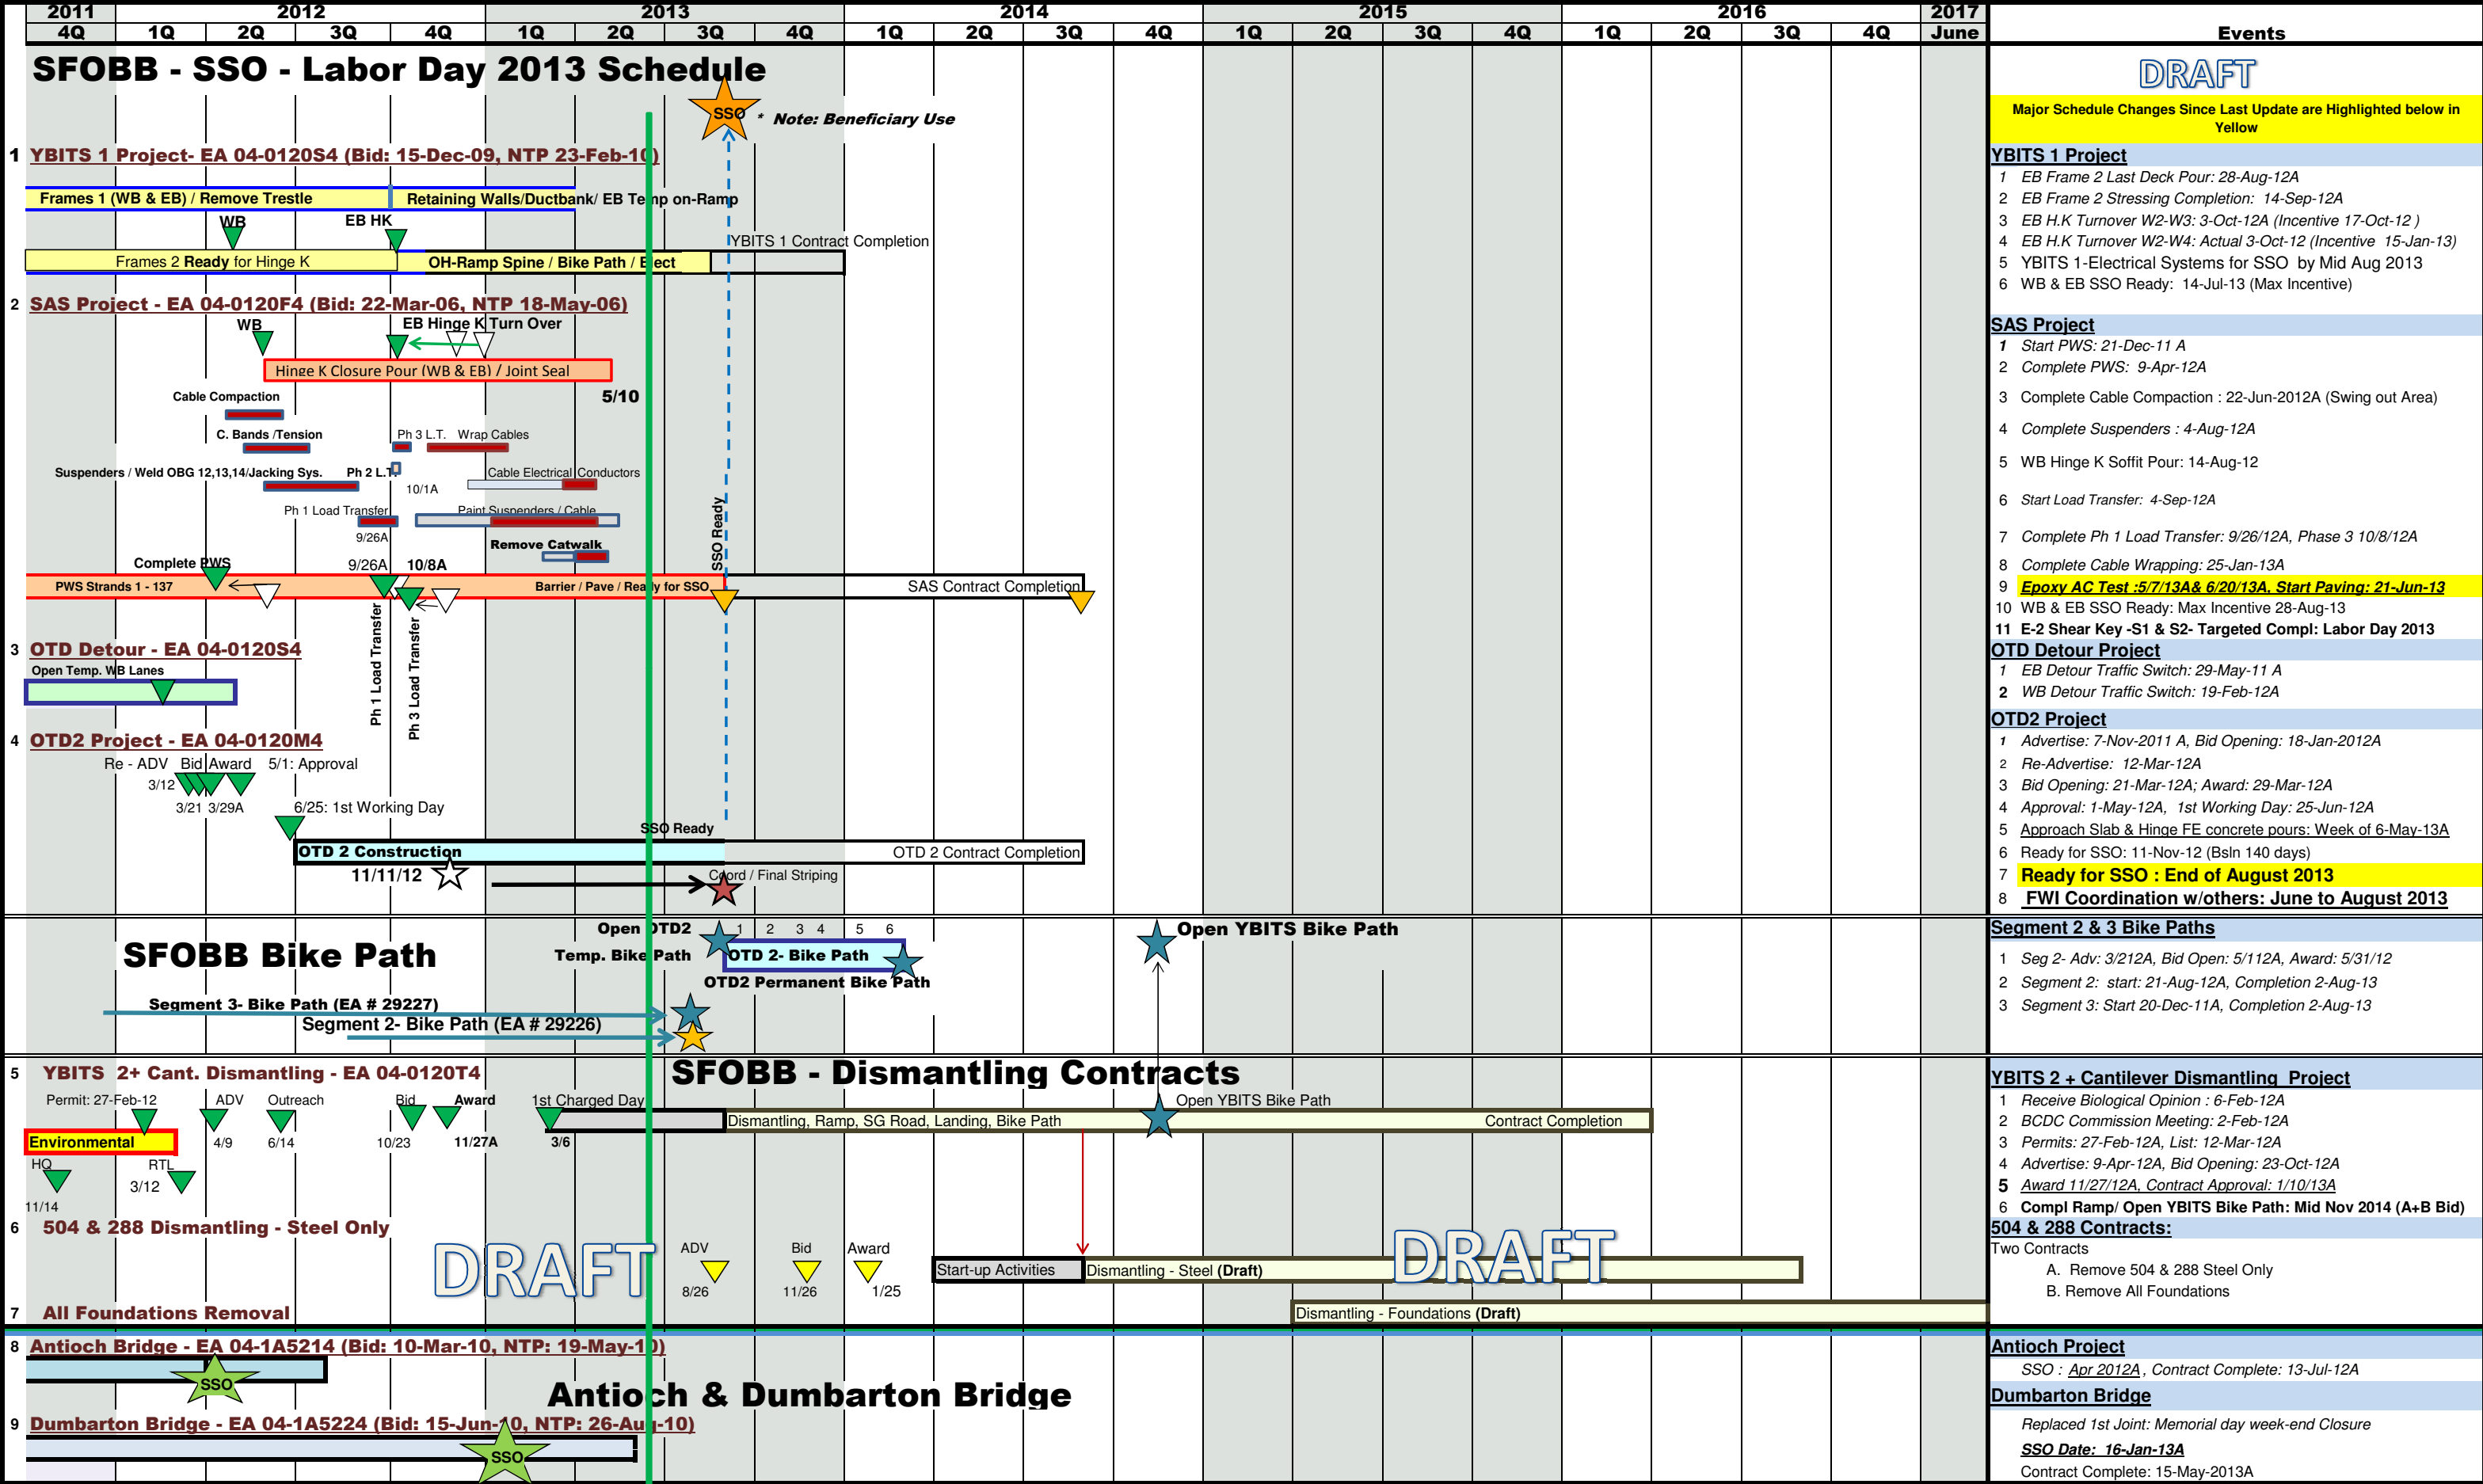 2011 2012 2013 2014 2015 2016 2017
4Q 1Q 2Q 3Q 4Q 1Q 2Q 3Q 4Q 1Q 2Q 3Q 4Q 1Q 2Q 3Q 4Q 1Q 2Q 3Q 4Q June Events
SFOBB - SSO - Labor Day 2013 Schedule
SSO * Note: Beneficiary Use
1 YBITS 1 Project- EA 04-0120S4 (Bid: 15-Dec-09, NTP 23-Feb-10)
Frames 1 (WB & EB) / Remove Trestle Retaining Walls/Ductbank/ EB Temp on-Ramp
WB EB HK
YBITS 1 Contract Completion
Frames 2 Ready for Hinge K OH-Ramp Spine / Bike Path / Elect
2 SAS Project - EA 04-0120F4 (Bid: 22-Mar-06, NTP 18-May-06)
WB EB Hinge K Turn Over
Hinge K Closure Pour (WB & EB) / Joint Seal
5/10
Cable Compaction
C. Bands /Tension Ph 3 L.T. Wrap Cables
Suspenders / Weld OBG 12,13,14/Jacking Sys. Ph 2 L.T. Cable Electrical Conductors
10/1A
Ph 1 Load Transfer Paint Suspenders / Cable
9/26A
Remove Catwalk
SSO Ready
Complete PWS 9/26A 10/8A
PWS Strands 1 - 137 Barrier / Pave / Ready for SSO SAS Contract Completion
Ph 1 Load Transfer
Ph 3 Load Transfer
3 OTD Detour - EA 04-0120S4
Open Temp. WB Lanes
4 OTD2 Project - EA 04-0120M4
Re - ADV Bid Award 5/1: Approval
3/12
3/21 3/29A 6/25: 1st Working Day
SSO Ready
OTD 2 Construction OTD 2 Contract Completion
11/11/12 Coord / Final Striping
Open OTD2 1 2 3 4 5 6 Open YBITS Bike Path
SFOBB Bike Path
Temp. Bike Path OTD 2- Bike Path
OTD2 Permanent Bike Path
Segment 3- Bike Path (EA # 29227)
Segment 2- Bike Path (EA # 29226)
SFOBB - Dismantling Contracts
5 YBITS 2+ Cant. Dismantling - EA 04-0120T4
Permit: 27-Feb-12 ADV Outreach Bid Award 1st Charged Day Open YBITS Bike Path
Dismantling, Ramp, SG Road, Landing, Bike Path Contract Completion
Environmental 4/9 6/14 10/23 11/27A 3/6
HQ RTL
3/12
11/14
6 504 & 288 Dismantling - Steel Only
DRAFT ADV Bid Award DRAFT
Start-up Activities Dismantling - Steel (Draft)
8/26 11/26 1/25
7 All Foundations Removal Dismantling - Foundations (Draft)
8 Antioch Bridge - EA 04-1A5214 (Bid: 10-Mar-10, NTP: 19-May-10)
SSO
Antioch & Dumbarton Bridge
9 Dumbarton Bridge - EA 04-1A5224 (Bid: 15-Jun-10, NTP: 26-Aug-10)
SSO
DRAFT
Major Schedule Changes Since Last Update are Highlighted below in
Yellow
YBITS 1 Project
1 EB Frame 2 Last Deck Pour: 28-Aug-12A
2 EB Frame 2 Stressing Completion: 14-Sep-12A
3 EB H.K Turnover W2-W3: 3-Oct-12A (Incentive 17-Oct-12 )
4 EB H.K Turnover W2-W4: Actual 3-Oct-12 (Incentive 15-Jan-13)
5 YBITS 1-Electrical Systems for SSO by Mid Aug 2013
6 WB & EB SSO Ready: 14-Jul-13 (Max Incentive)
SAS Project
1 Start PWS: 21-Dec-11 A
2 Complete PWS: 9-Apr-12A
3 Complete Cable Compaction : 22-Jun-2012A (Swing out Area)
4 Complete Suspenders : 4-Aug-12A
5 WB Hinge K Soffit Pour: 14-Aug-12
6 Start Load Transfer: 4-Sep-12A
7 Complete Ph 1 Load Transfer: 9/26/12A, Phase 3 10/8/12A
8 Complete Cable Wrapping: 25-Jan-13A
9 Epoxy AC Test :5/7/13A& 6/20/13A, Start Paving: 21-Jun-13
10 WB & EB SSO Ready: Max Incentive 28-Aug-13
11 E-2 Shear Key -S1 & S2- Targeted Compl: Labor Day 2013
OTD Detour Project
1 EB Detour Traffic Switch: 29-May-11 A
2 WB Detour Traffic Switch: 19-Feb-12A
OTD2 Project
1 Advertise: 7-Nov-2011 A, Bid Opening: 18-Jan-2012A
2 Re-Advertise: 12-Mar-12A
3 Bid Opening: 21-Mar-12A; Award: 29-Mar-12A
4 Approval: 1-May-12A, 1st Working Day: 25-Jun-12A
5 Approach Slab & Hinge FE concrete pours: Week of 6-May-13A
6 Ready for SSO: 11-Nov-12 (Bsln 140 days)
7 Ready for SSO : End of August 2013
8 FWI Coordination w/others: June to August 2013
Segment 2 & 3 Bike Paths
1 Seg 2- Adv: 3/212A, Bid Open: 5/112A, Award: 5/31/12
2 Segment 2: start: 21-Aug-12A, Completion 2-Aug-13
3 Segment 3: Start 20-Dec-11A, Completion 2-Aug-13
YBITS 2 + Cantilever Dismantling Project
1 Receive Biological Opinion : 6-Feb-12A
2 BCDC Commission Meeting: 2-Feb-12A
3 Permits: 27-Feb-12A, List: 12-Mar-12A
4 Advertise: 9-Apr-12A, Bid Opening: 23-Oct-12A
5 Award 11/27/12A, Contract Approval: 1/10/13A
6 Compl Ramp/ Open YBITS Bike Path: Mid Nov 2014 (A+B Bid)
504 & 288 Contracts:
Two Contracts
A. Remove 504 & 288 Steel Only
B. Remove All Foundations
Antioch Project
SSO : Apr 2012A , Contract Complete: 13-Jul-12A
Dumbarton Bridge
Replaced 1st Joint: Memorial day week-end Closure
SSO Date: 16-Jan-13A
Contract Complete: 15-May-2013A